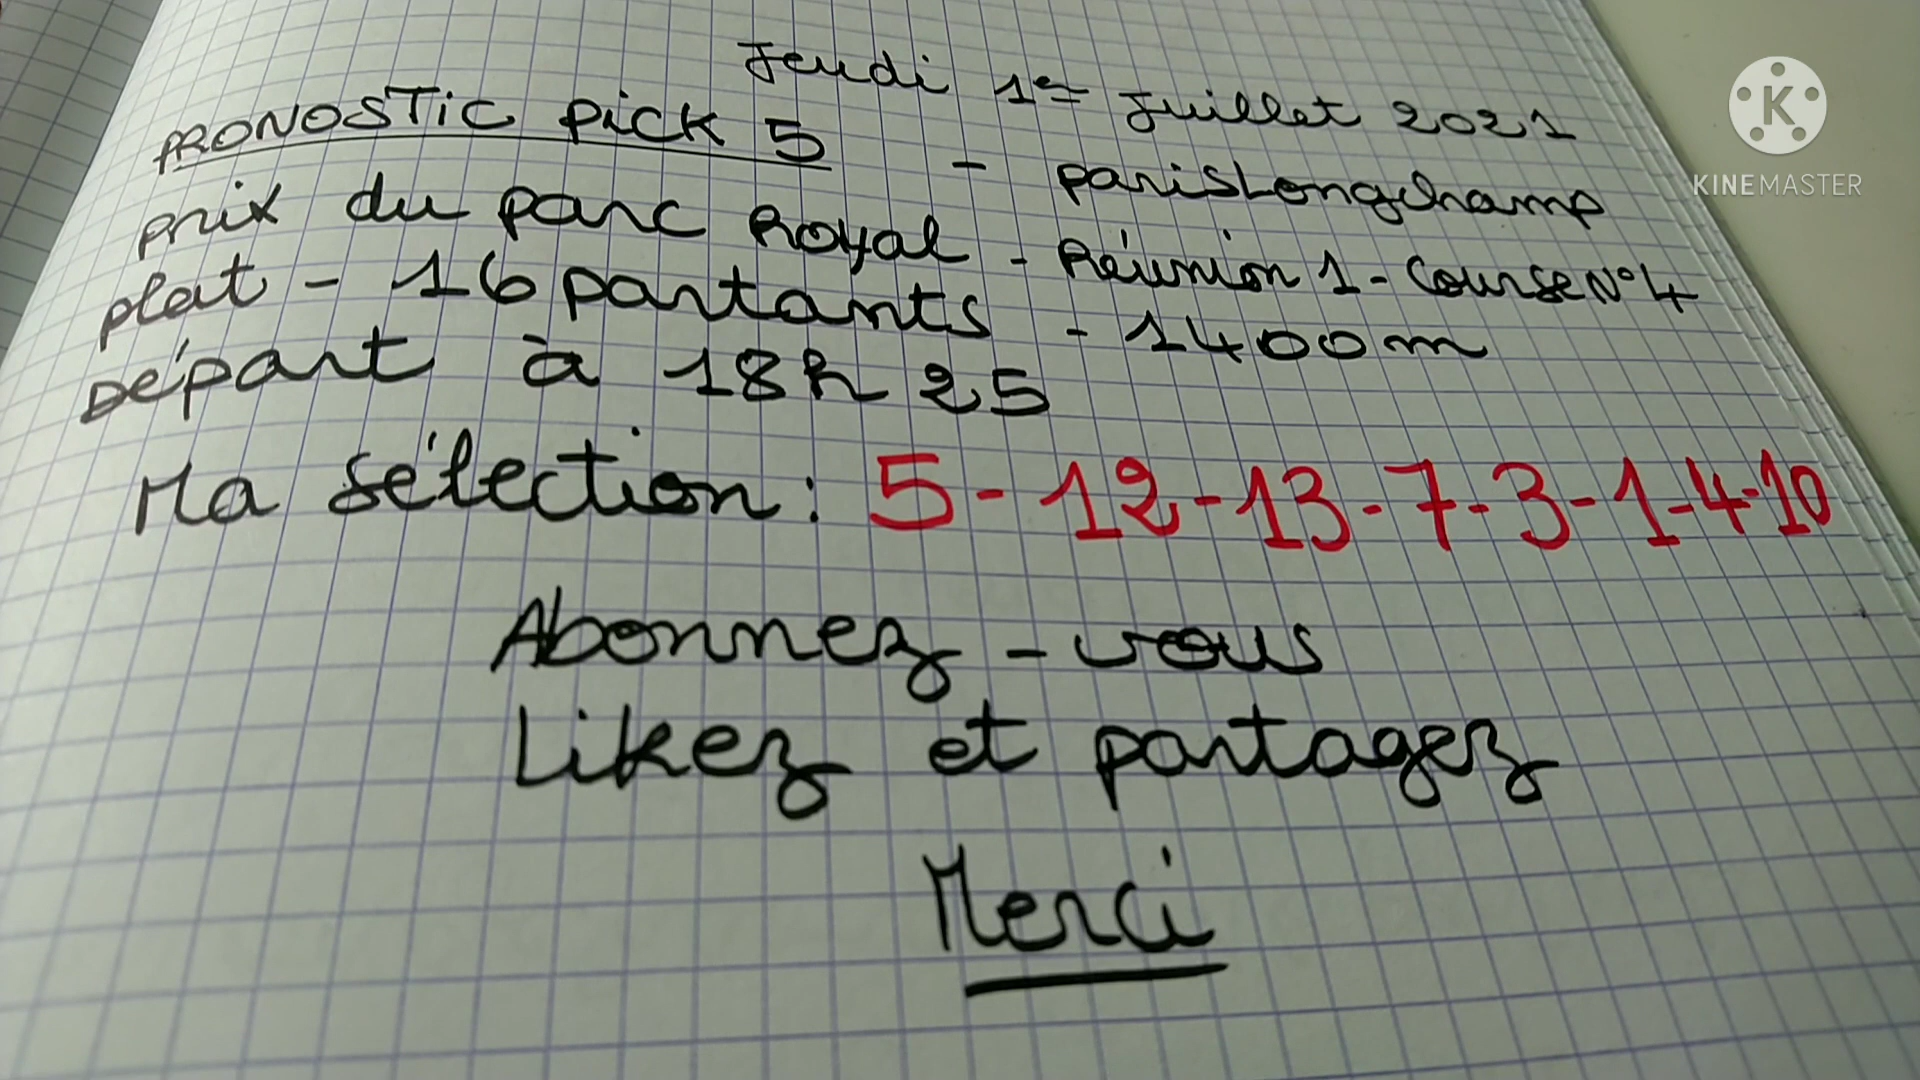 Jeudi 1er Juillet 2021
PRONOSTIC PICK 5 - ParisLongchamp
prix du parc Royal - Réunion 1 - Course N°4
plat - 16 partants - 1400m
Départ à 18h25
Ma sélection : 5 - 12 - 13 - 7 - 3 - 1 - 4 - 10
Abonnez-vous
Likez et partagez
Merci
K
KINEMASTER